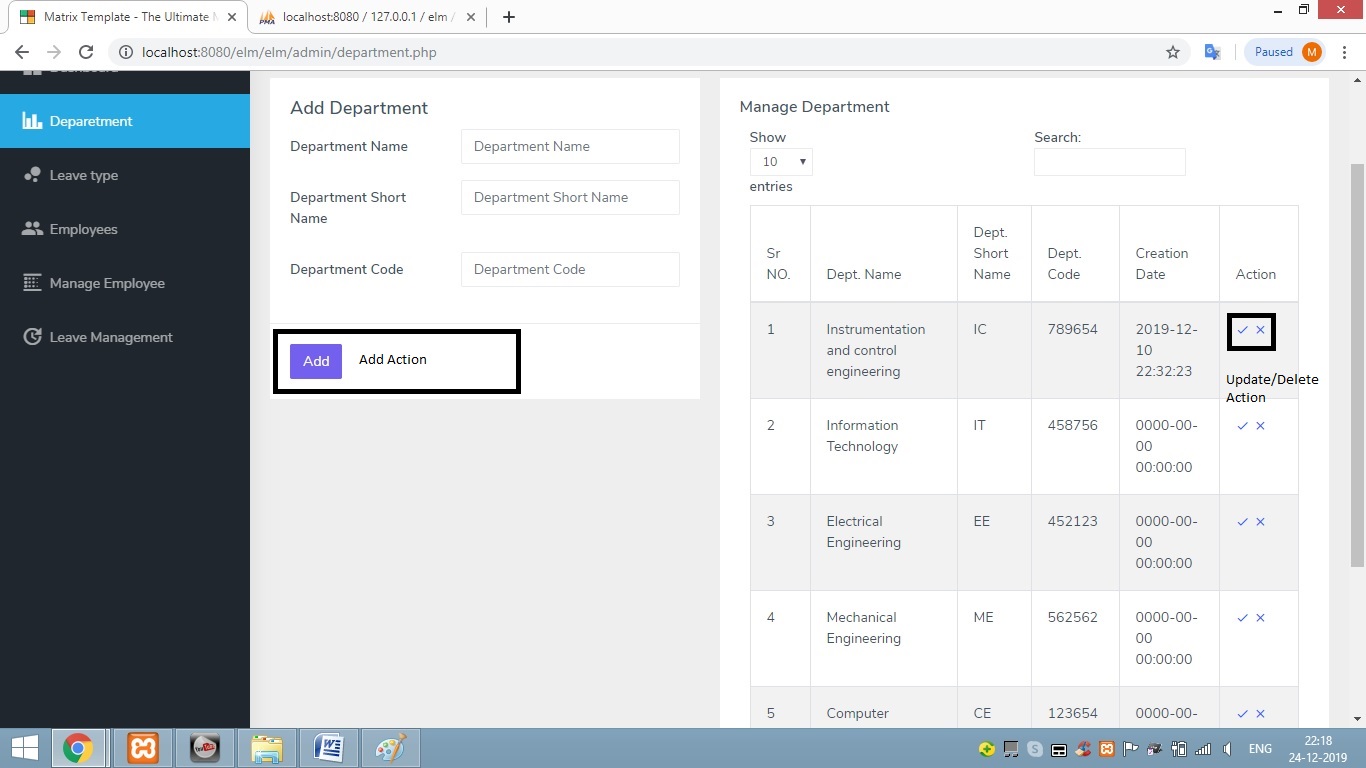 Matrix Template - The Ultimate M
localhost:8080 / 127.0.0.1 / elm /
localhost:8080/elm/elm/admin/department.php
Paused
M
Deparetment
Leave type
Employees
Manage Employee
Leave Management
Add Department
Department Name
Department Name
Department Short
Name
Department Short Name
Department Code
Department Code
Add
Add Action
Manage Department
Show
10
entries
Search:
Sr
NO.
Dept. Name
Dept.
Short
Name
Dept.
Code
Creation
Date
Action
1
Instrumentation
and control
engineering
IC
789654
2019-12-
10
22:32:23
Update/Delete
Action
2
Information
Technology
IT
458756
0000-00-
00
00:00:00
3
Electrical
Engineering
EE
452123
0000-00-
00
00:00:00
4
Mechanical
Engineering
ME
562562
0000-00-
00
00:00:00
5
Computer
CE
123654
0000-00-
ENG
22:18
24-12-2019